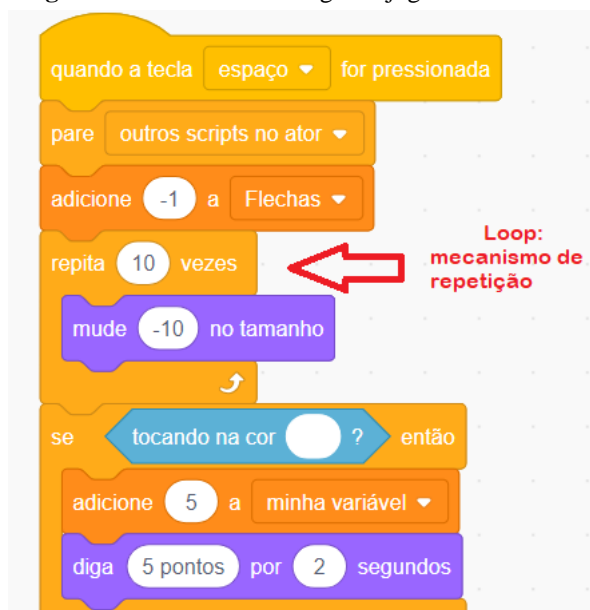 quando a tecla espaço for pressionada
pare outros scripts no ator
adicione -1 a Flechas
repita 10 vezes
Loop:
mecanismo de
repetição
mude -10 no tamanho
se tocando na cor ? então
adicione 5 a minha variável
diga 5 pontos por 2 segundos